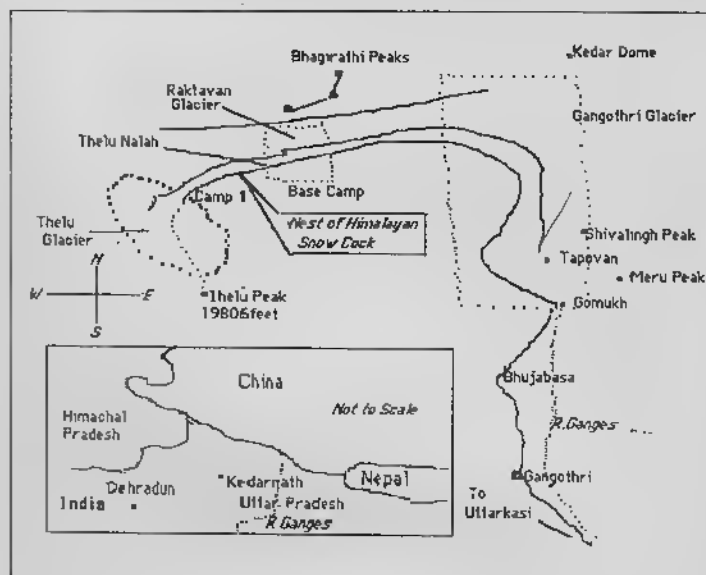 Kedar Dome
Bhagirathi Peaks
Raktavan
Glacier
Gangothri Glacier
Thelu Nalah
Base Camp
Camp 1
Nest of Himalayan
Snow Cock
Thelu
Glacier
Shivalingh Peak
Tapovan
Meru Peak
N
W
E
S
Thelu Peak
19806feet
Gomukh
Bhujabasa
R.Ganges
Gangothri
To
Uttarkasi
China
Not to Scale
Himachal
Pradesh
Nepal
Kedarnath
Dehradun
Uttar Pradesh
India
R.Ganges